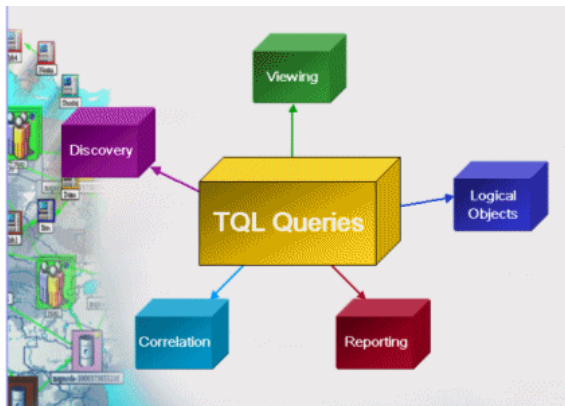 Viewing
Discovery
TQL Queries
Logical
Objects
Correlation
Reporting